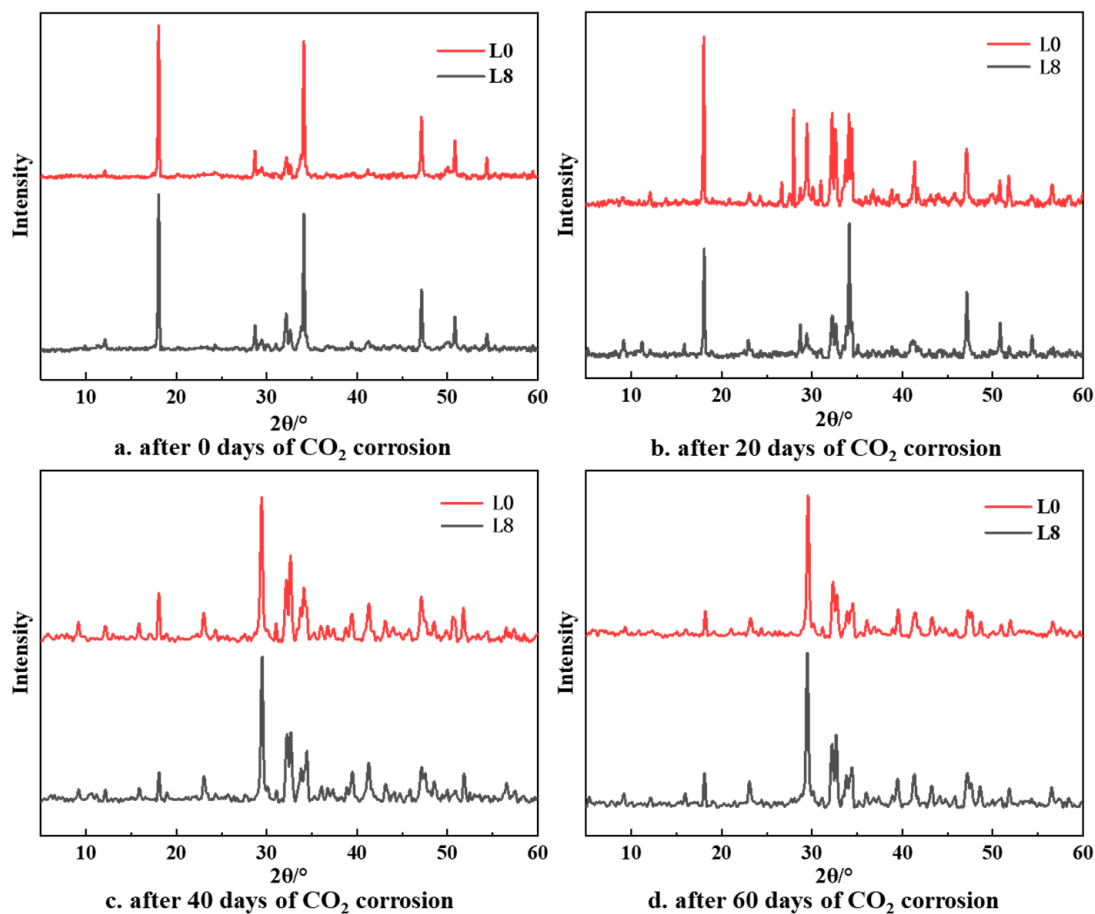 L0
L8
Intensity
10 20 30 40 50 60
2θ/°
a. after 0 days of CO₂ corrosion
L0
L8
Intensity
10 20 30 40 50 60
2θ/°
b. after 20 days of CO₂ corrosion
L0
L8
Intensity
10 20 30 40 50 60
2θ/°
c. after 40 days of CO₂ corrosion
L0
L8
Intensity
10 20 30 40 50 60
2θ/°
d. after 60 days of CO₂ corrosion